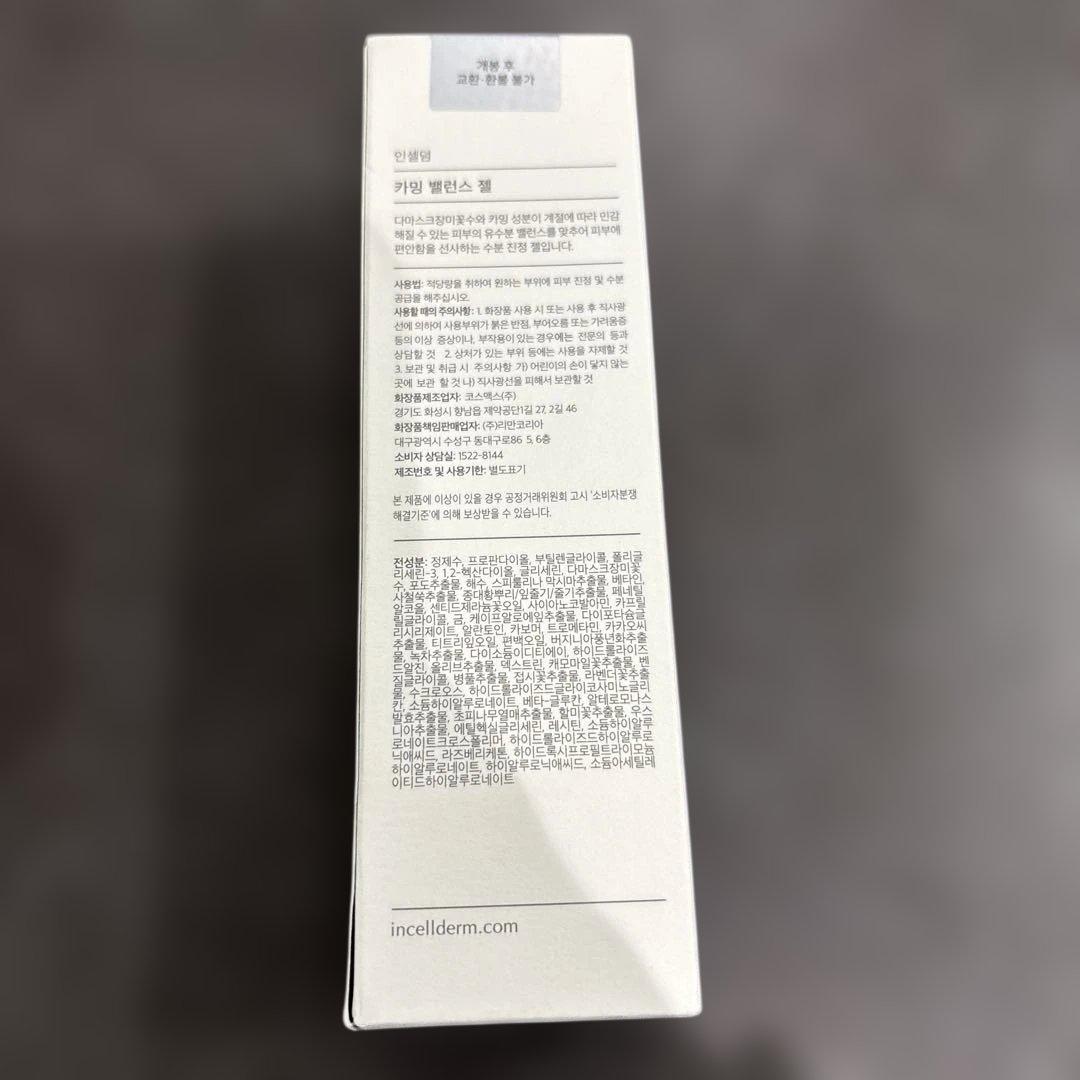 개봉 후
교환·환불 불가
인셀덤
카밍 밸런스 젤
다마스크장미꽃수와 카밍 성분이 계절에 따라 민감
해질 수 있는 피부의 유수분 밸런스를 맞추어 피부에
편안함을 선사하는 수분 진정 젤입니다.
사용법: 적당량을 취하여 원하는 부위에 피부 진정 및 수분
공급을 해주십시오.
사용할 때의 주의사항: 1. 화장품 사용 시 또는 사용 후 직사광
선에 의하여 사용부위가 붉은 반점, 부어오름 또는 가려움증
등의 이상 증상이나, 부작용이 있는 경우에는 전문의 등과
상담할 것 2. 상처가 있는 부위 등에는 사용을 자제할 것
3. 보관 및 취급 시 주의사항 가) 어린이의 손이 닿지 않는
곳에 보관 할 것 나) 직사광선을 피해서 보관할 것
화장품제조업자: 코스맥스(주)
경기도 화성시 향남읍 제약공단1길 27, 2길 46
화장품책임판매업자: (주)리만코리아
대구광역시 수성구 동대구로86 5, 6층
소비자 상담실: 1522-8144
제조번호 및 사용기한: 별도표기
본 제품에 이상이 있을 경우 공정거래위원회 고시 '소비자분쟁
해결기준'에 의해 보상받을 수 있습니다.
전성분: 정제수, 프로판다이올, 부틸렌글라이콜, 폴리글
리세린-3, 1,2-헥산다이올, 글리세린, 다마스크장미꽃
수, 포도추출물, 해수, 스피룰리나 막시마추출물, 베타인,
사철쑥추출물, 종대황뿌리/잎줄기/줄기추출물, 페네틸
알코올, 센티드제라늄꽃오일, 사이아노코발아민, 카프릴
릴글라이콜, 금, 케이프알로에잎추출물, 다이포타슘글
리시리제이트, 알란토인, 카보머, 트로메타민, 카카오씨
추출물, 티트리잎오일, 편백오일, 버지니아풍년화추출
물, 녹차추출물, 다이소듐이디티에이, 하이드롤라이즈
드알진, 올리브추출물, 덱스트린, 캐모마일꽃추출물, 벤
질글라이콜, 병풀추출물, 접시꽃추출물, 라벤더꽃추출
물, 수크로오스, 하이드롤라이즈드글라이코사미노글리
칸, 소듐하이알루로네이트, 베타-글루칸, 알테로모나스
발효추출물, 초피나무열매추출물, 할미꽃추출물, 우스
니아추출물, 에틸헥실글리세린, 레시틴, 소듐하이알루
로네이트크로스폴리머, 하이드롤라이즈드하이알루로
닉애씨드, 라즈베리케톤, 하이드록시프로필트라이모늄
하이알루로네이트, 하이알루로닉애씨드, 소듐아세틸레
이티드하이알루로네이트
incellderm.com